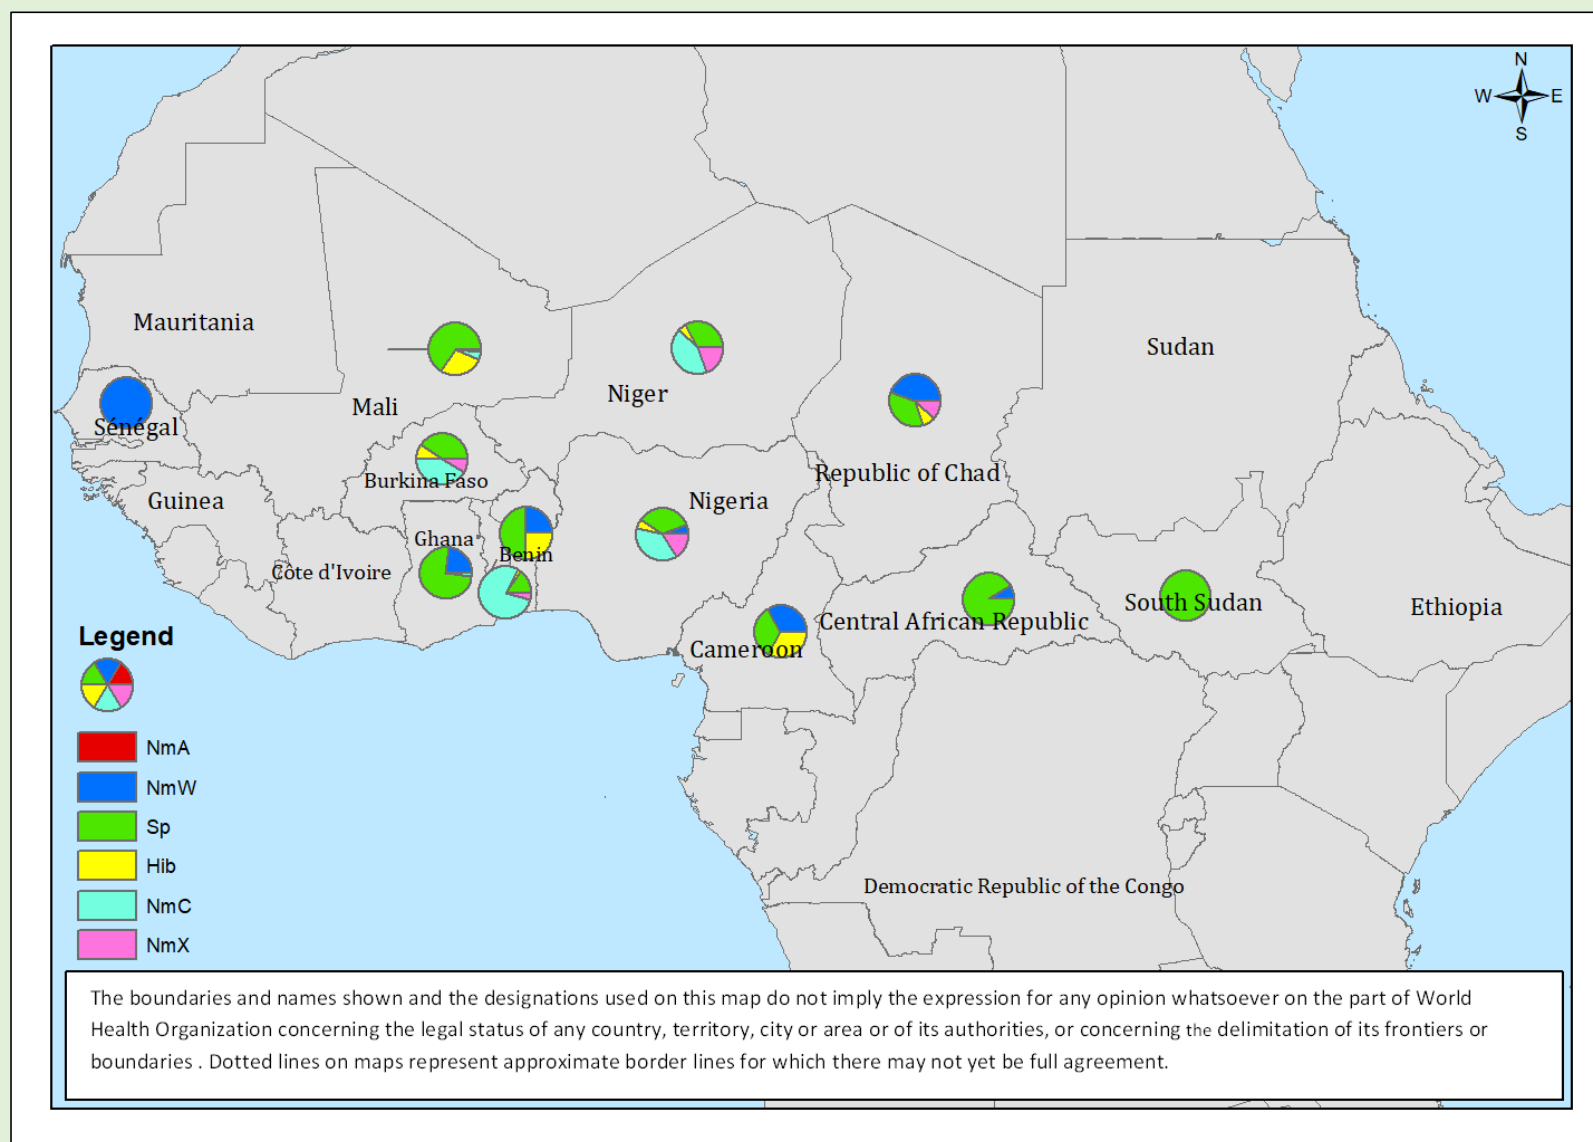 N
W E
S
Mauritania
Sudan
Niger
Mali
Sénégal
Republic of Chad
Burkina Faso
Guinea
Nigeria
Ghana
Benin
Côte d'Ivoire
South Sudan
Ethiopia
Central African Republic
Cameroon
Legend
NmA
NmW
Sp
Hib
NmC
NmX
Democratic Republic of the Congo
The boundaries and names shown and the designations used on this map do not imply the expression for any opinion whatsoever on the part of World
Health Organization concerning the legal status of any country, territory, city or area or of its authorities, or concerning the delimitation of its frontiers or
boundaries . Dotted lines on maps represent approximate border lines for which there may not yet be full agreement.